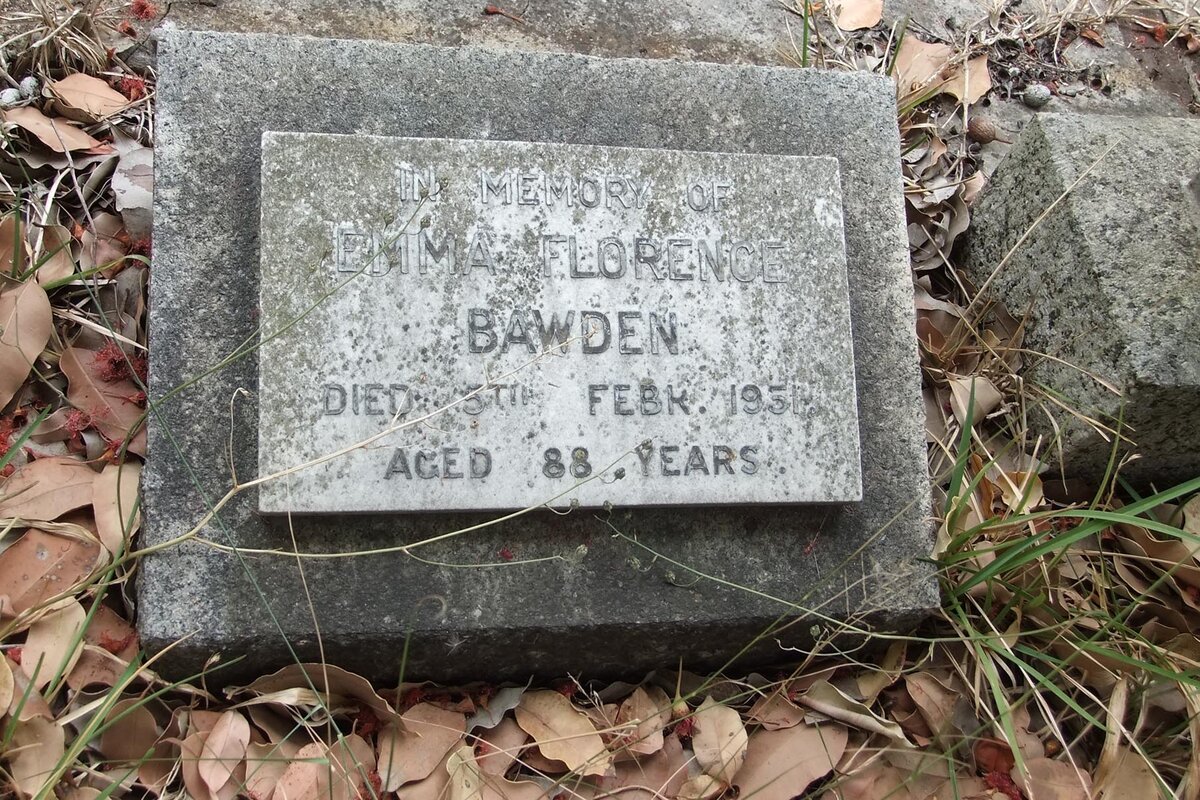 IN MEMORY OF
EMMA FLORENCE
BAWDEN
DIED 5TH FEBR. 1951.
AGED 88 YEARS